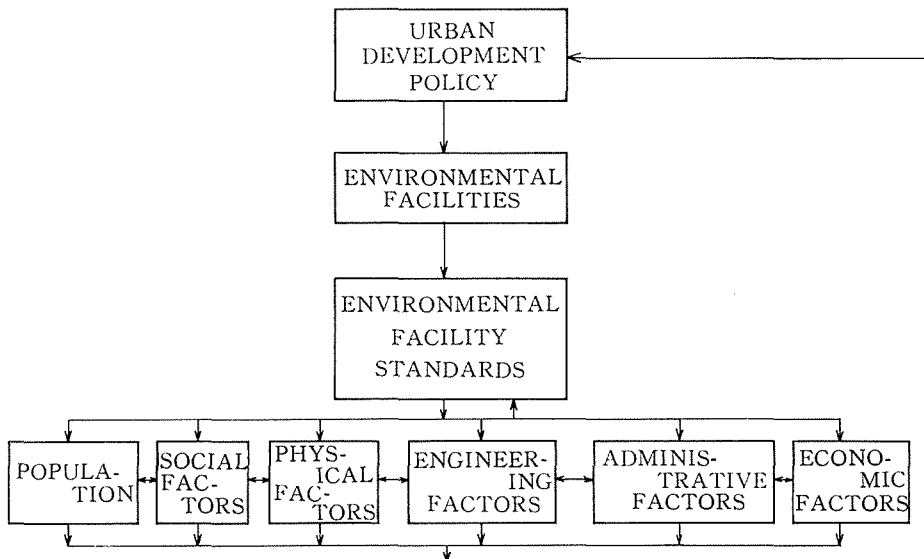 URBAN
DEVELOPMENT
POLICY
ENVIRONMENTAL
FACILITIES
ENVIRONMENTAL
FACILITY
STANDARDS
POPULA-
TION
SOCIAL
FAC-
TORS
PHYS-
ICAL
FAC-
TORS
ENGINEER-
ING
FACTORS
ADMINIS-
TRATIVE
FACTORS
ECONO-
MIC
FACTORS